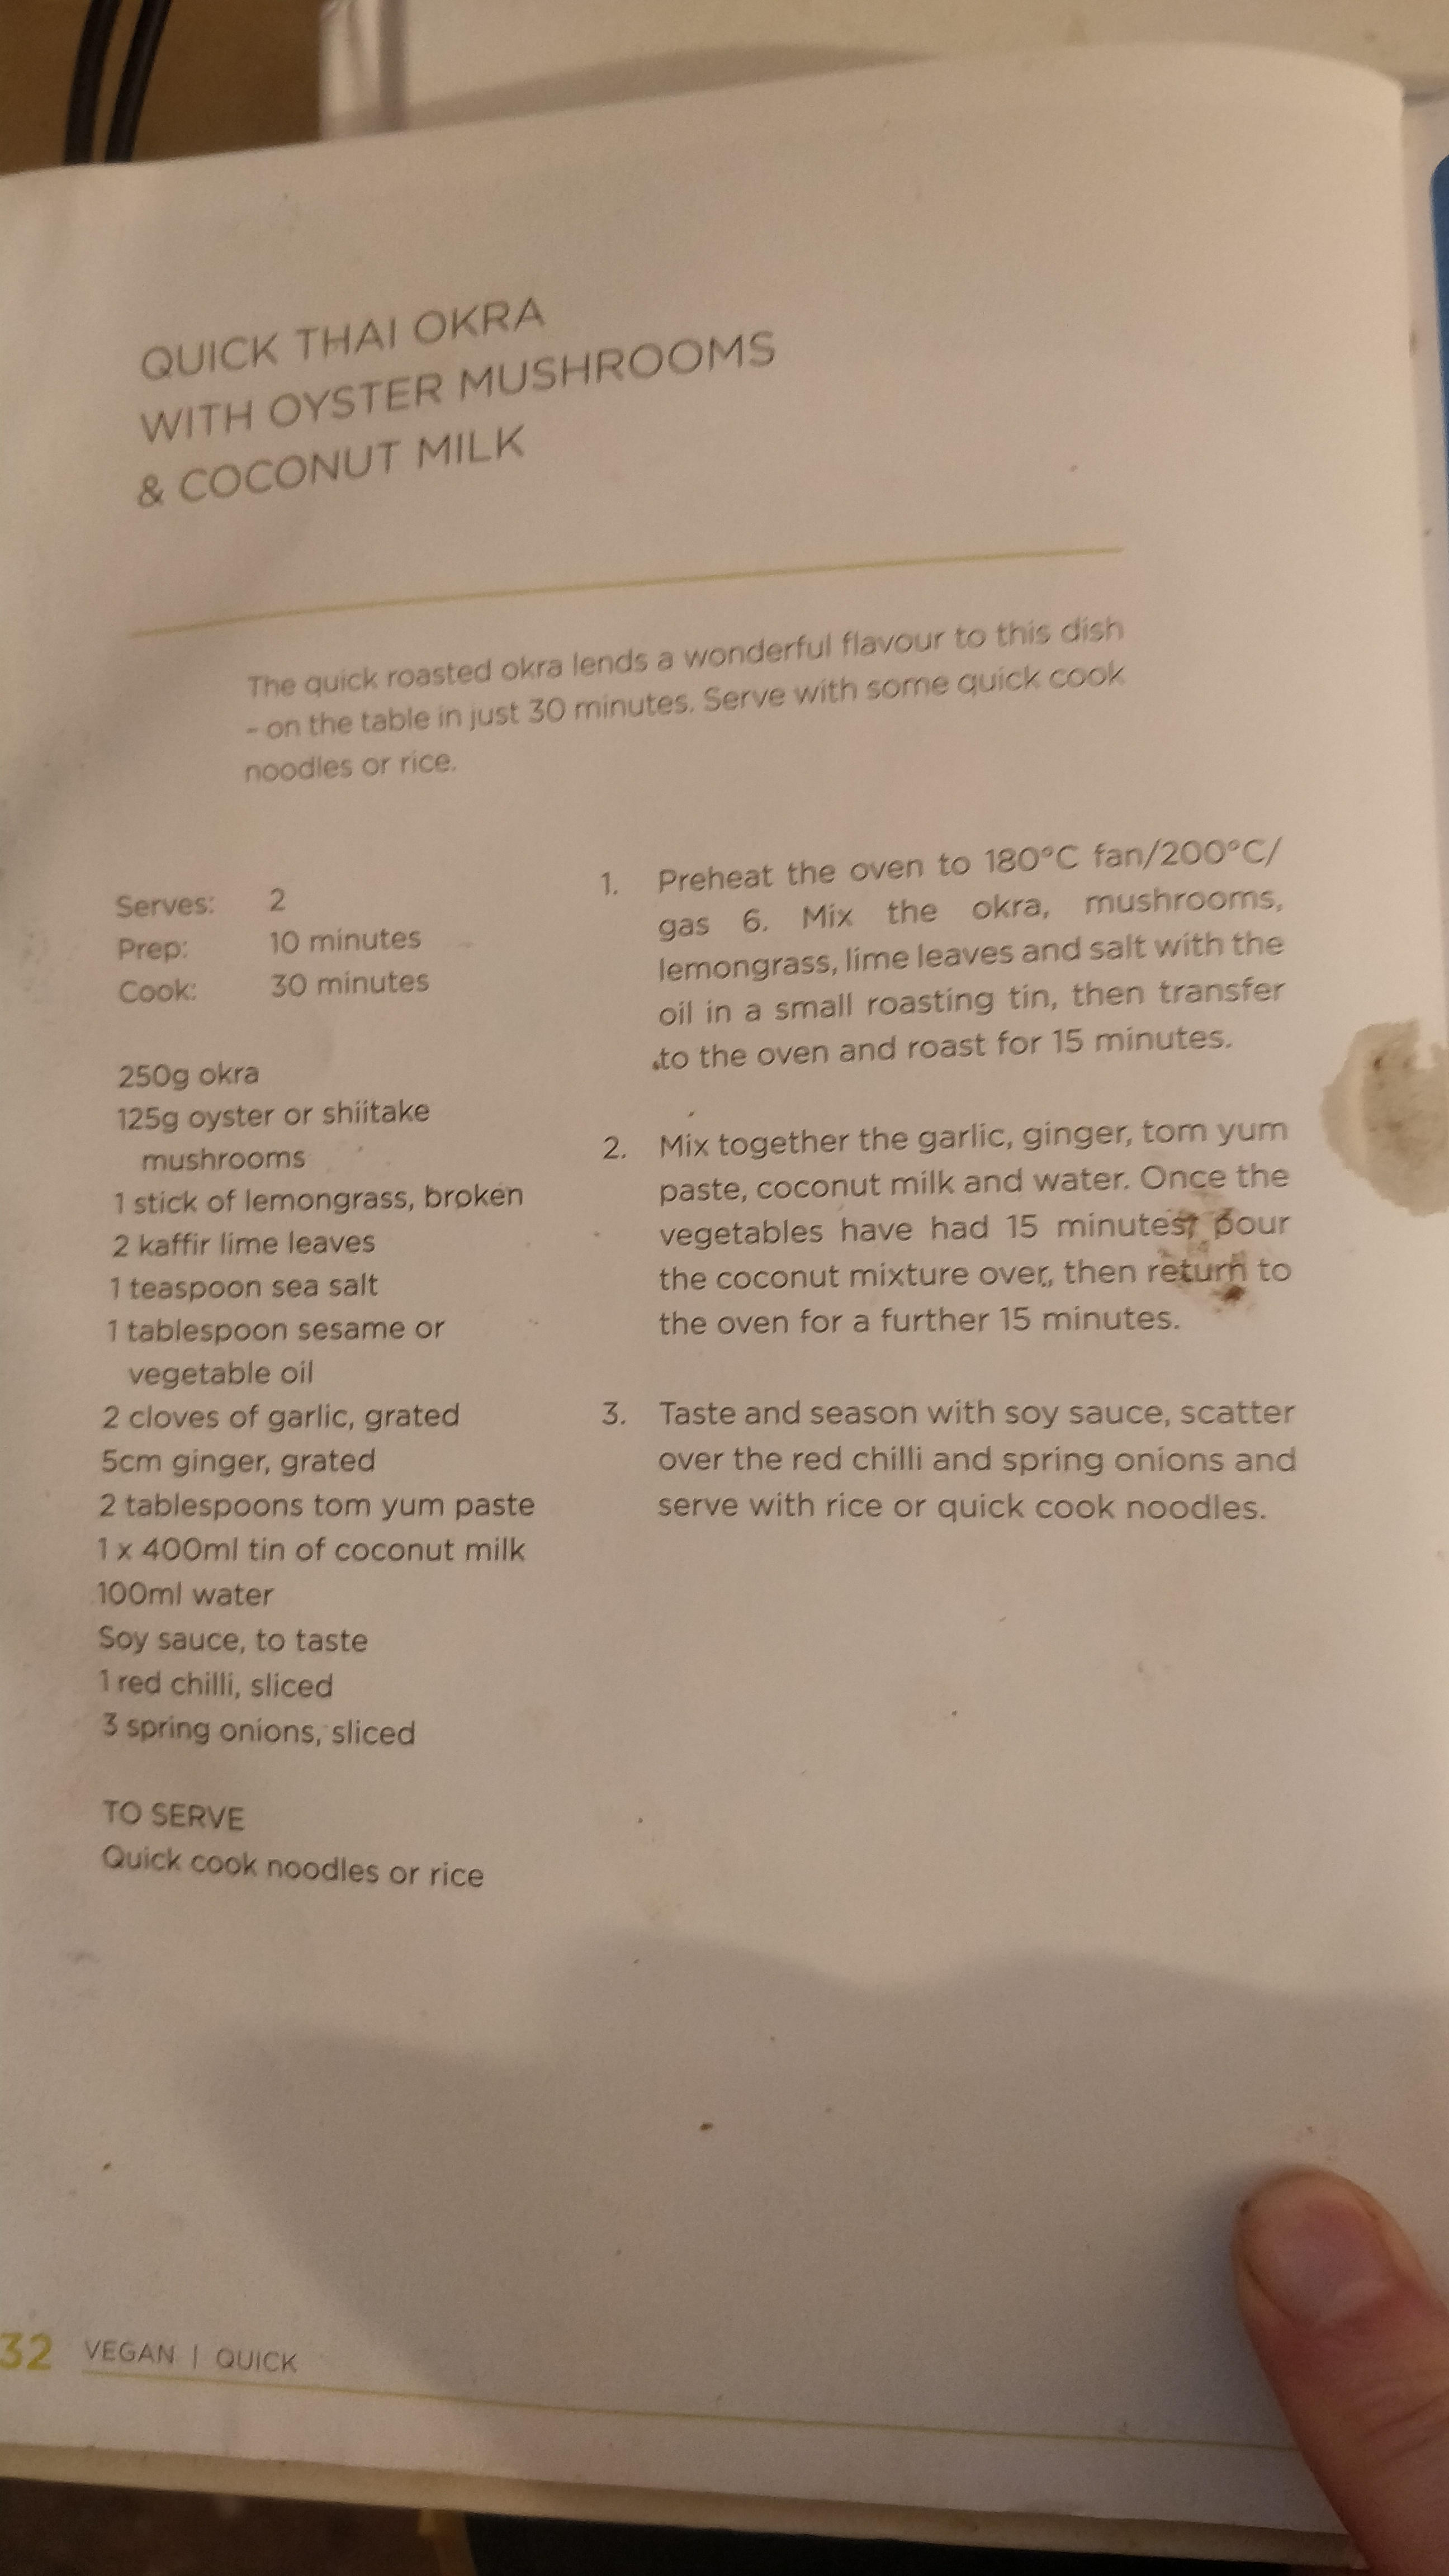 QUICK THAI OKRA
WITH OYSTER MUSHROOMS
& COCONUT MILK
The quick roasted okra lends a wonderful flavour to this dish
– on the table in just 30 minutes. Serve with some quick cook
noodles or rice.
Serves: 2
Prep: 10 minutes
Cook: 30 minutes
250g okra
125g oyster or shiitake
mushrooms
1 stick of lemongrass, broken
2 kaffir lime leaves
1 teaspoon sea salt
1 tablespoon sesame or
vegetable oil
2 cloves of garlic, grated
5cm ginger, grated
2 tablespoons tom yum paste
1 x 400ml tin of coconut milk
100ml water
Soy sauce, to taste
1 red chilli, sliced
3 spring onions, sliced
TO SERVE
Quick cook noodles or rice
1. Preheat the oven to 180°C fan/200°C/
gas 6. Mix the okra, mushrooms,
lemongrass, lime leaves and salt with the
oil in a small roasting tin, then transfer
to the oven and roast for 15 minutes.
2. Mix together the garlic, ginger, tom yum
paste, coconut milk and water. Once the
vegetables have had 15 minutes, pour
the coconut mixture over, then return to
the oven for a further 15 minutes.
3. Taste and season with soy sauce, scatter
over the red chilli and spring onions and
serve with rice or quick cook noodles.
32 VEGAN | QUICK